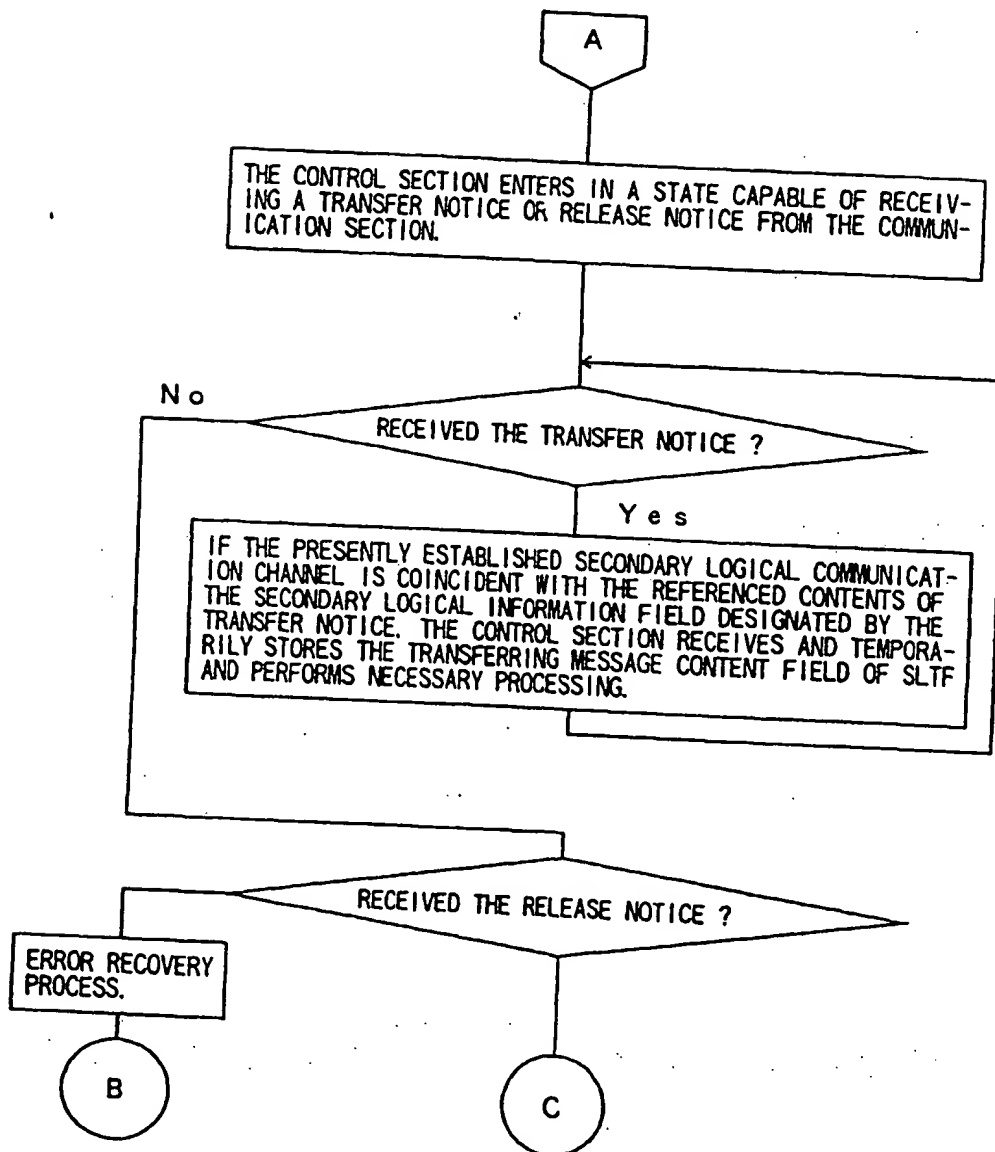 A
THE CONTROL SECTION ENTERS IN A STATE CAPABLE OF RECEIV-
ING A TRANSFER NOTICE OR RELEASE NOTICE FROM THE COMMUN-
ICATION SECTION.
No
RECEIVED THE TRANSFER NOTICE ?
Yes
IF THE PRESENTLY ESTABLISHED SECONDARY LOGICAL COMMUNICAT-
ION CHANNEL IS COINCIDENT WITH THE REFERENCED CONTENTS OF
THE SECONDARY LOGICAL INFORMATION FIELD DESIGNATED BY THE
TRANSFER NOTICE. THE CONTROL SECTION RECEIVES AND TEMPORA-
RILY STORES THE TRANSFERRING MESSAGE CONTENT FIELD OF SLTF
AND PERFORMS NECESSARY PROCESSING.
RECEIVED THE RELEASE NOTICE ?
ERROR RECOVERY
PROCESS.
B
C